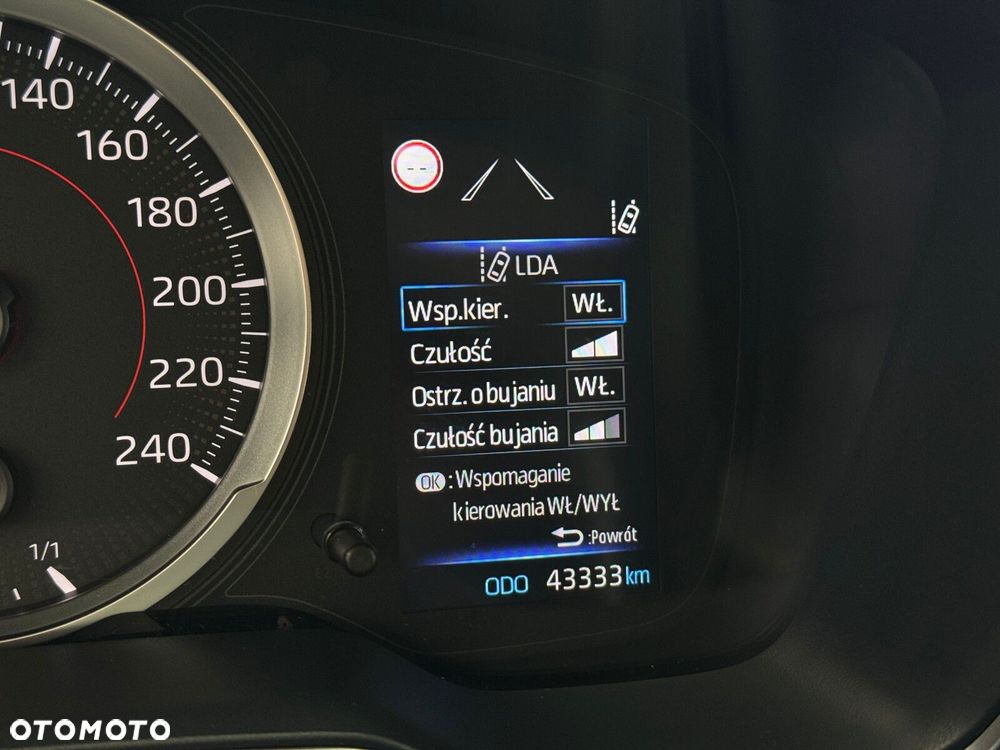 140
160
180
200
220
240
1/1
--
LDA
Wsp.kier. WŁ.
Czułość
Ostrz. o bujaniu WŁ.
Czułość bujania
OK : Wspomaganie
kierowania WŁ/WYŁ
:Powrót
ODO 43333 km
OTOMOTO